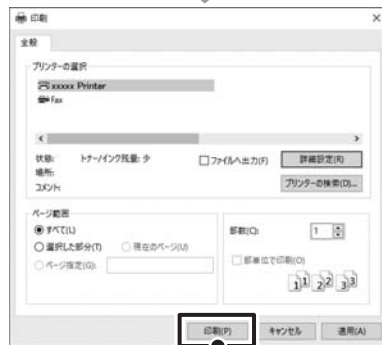 印刷
全般
プリンターの選択
xxxxx Printer
Fax
状態: トナー/インク残量: 少
場所:
コメント:
ファイルへ出力(F)
詳細設定(R)
プリンターの検索(D)...
ページ範囲
すべて(L)
選択した部分(T) 現在のページ(U)
ページ指定(G):
部数(C): 1
部単位で印刷(O)
11 22 33
印刷(P) キャンセル 適用(A)